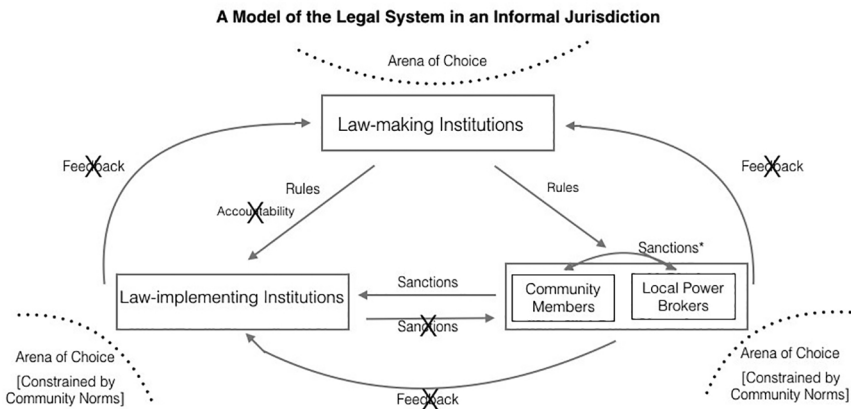 A Model of the Legal System in an Informal Jurisdiction
Arena of Choice
Law-making Institutions
Feedback
Feedback
Rules
Rules
Accountability
Sanctions*
Law-implementing Institutions
Sanctions
Sanctions
Community
Members
Local Power
Brokers
Arena of Choice
[Constrained by
Community Norms]
Arena of Choice
[Constrained by
Community Norms]
Feedback